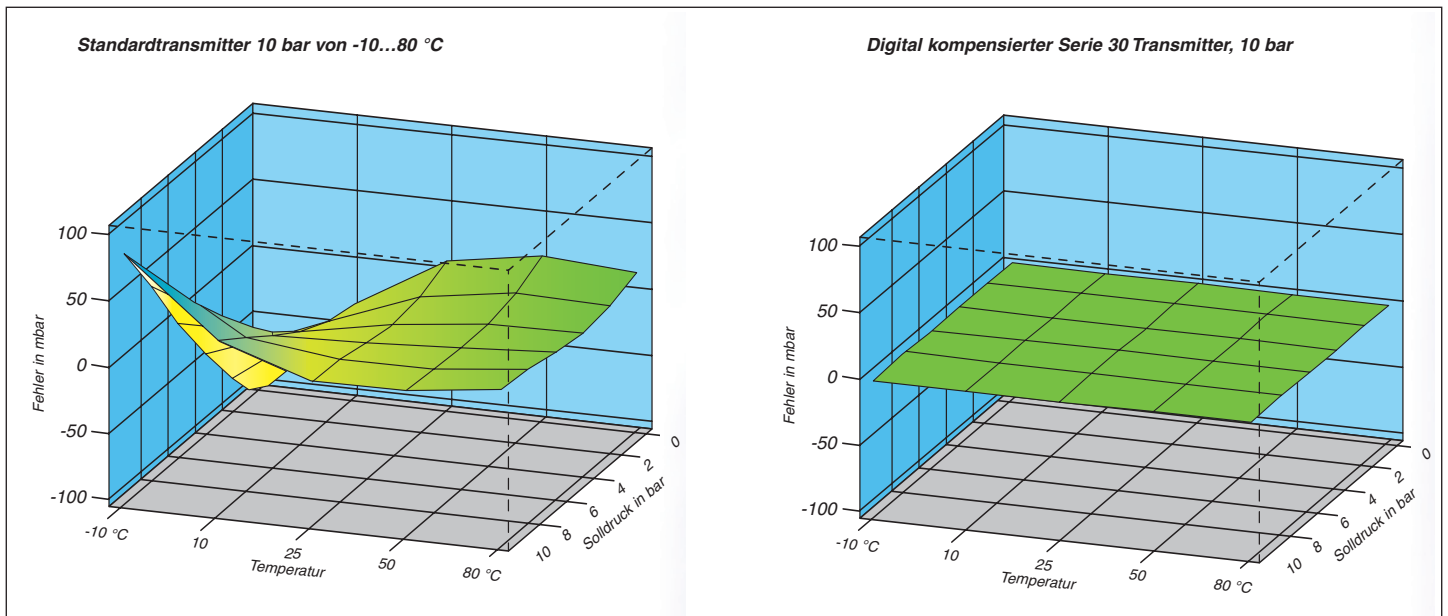 Standardtransmitter 10 bar von -10…80 °C
100
50
0
-50
-100
Fehler in mbar
-10 °C
10
25
50
80 °C
Temperatur
10
8
6
4
2
0
Solldruck in bar
Digital kompensierter Serie 30 Transmitter, 10 bar
100
50
0
-50
-100
Fehler in mbar
-10 °C
10
25
50
80 °C
Temperatur
10
8
6
4
2
0
Solldruck in bar